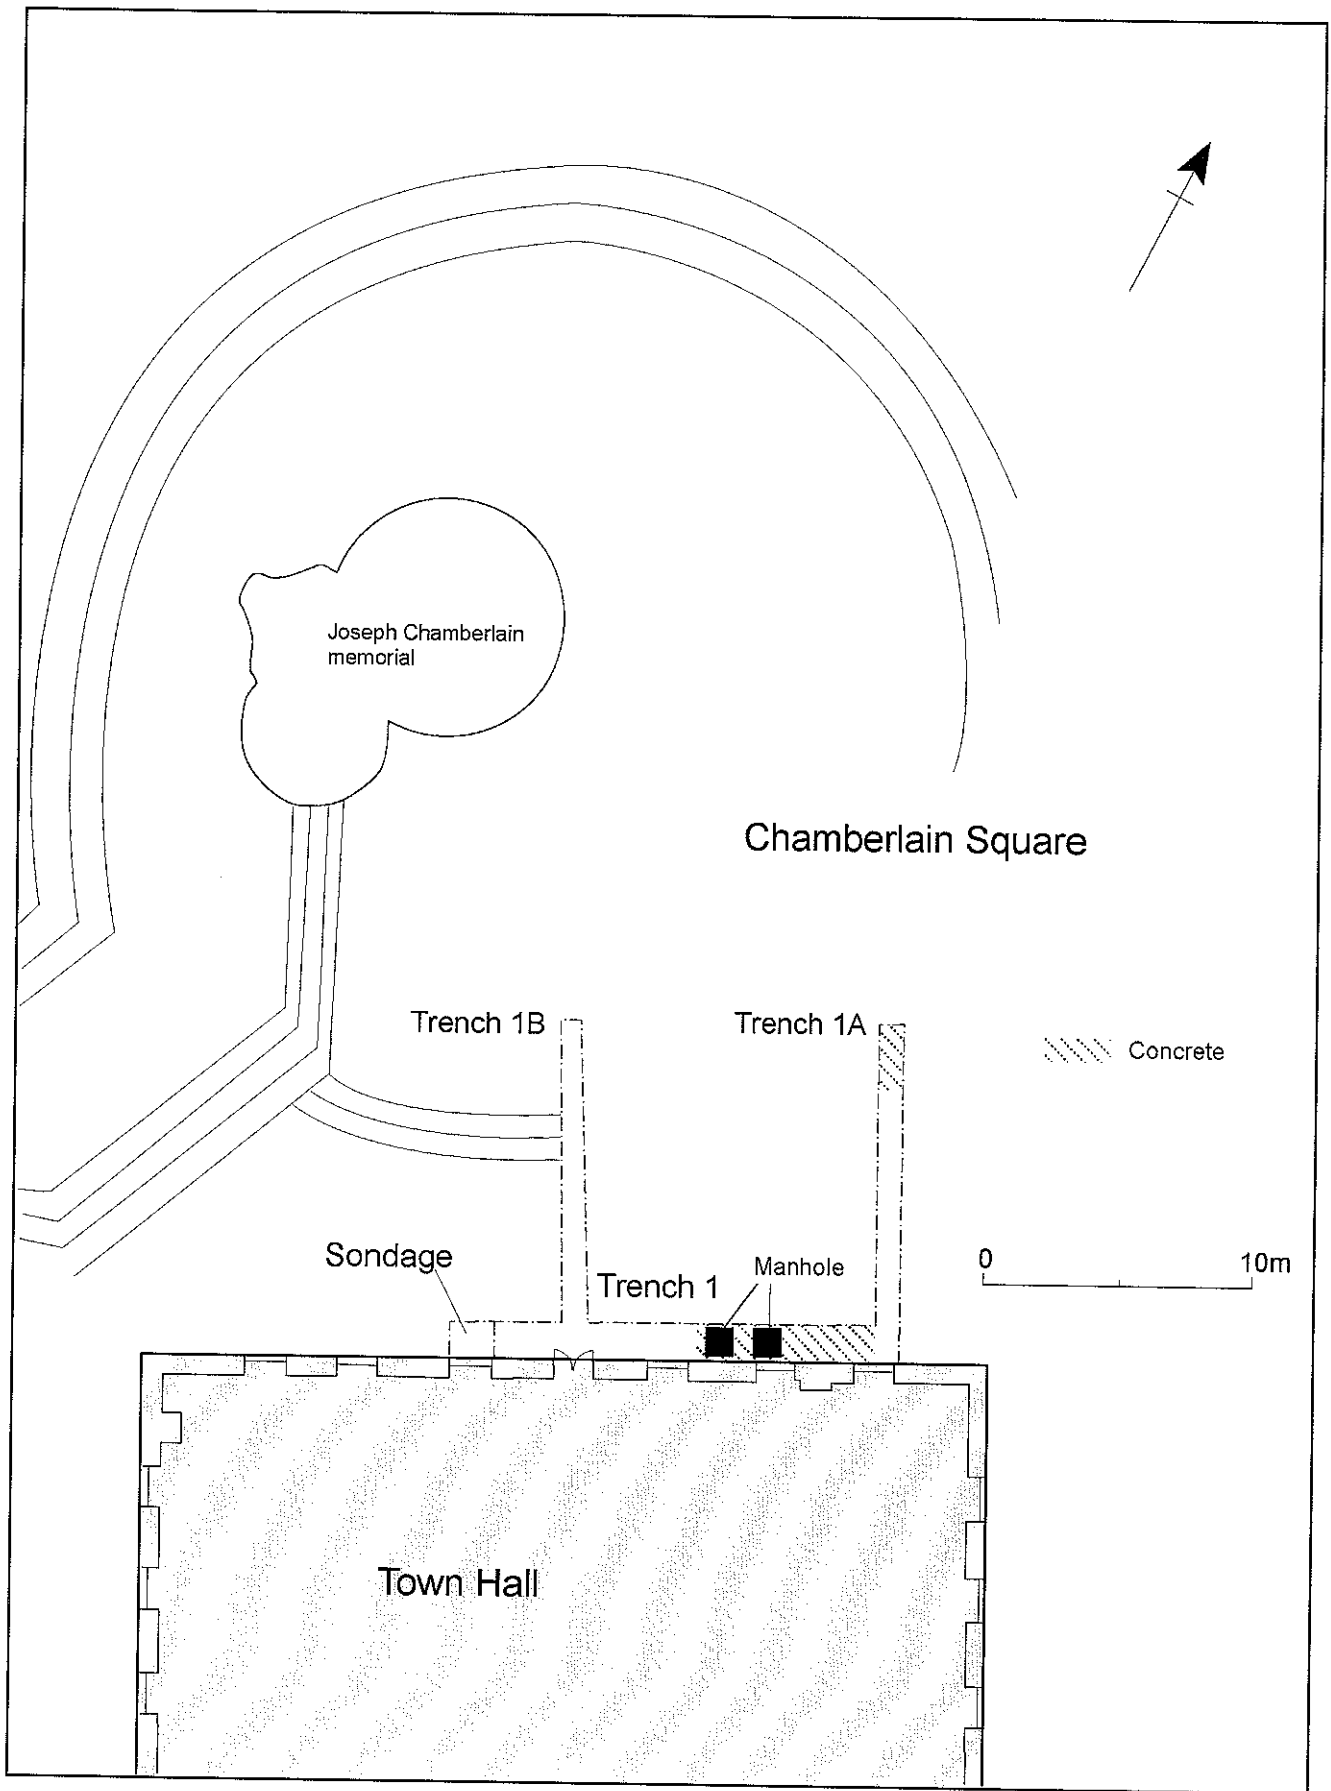 Joseph Chamberlain
memorial
Chamberlain Square
Trench 1B
Trench 1A
Concrete
Sondage
Trench 1
Manhole
0
10m
Town Hall